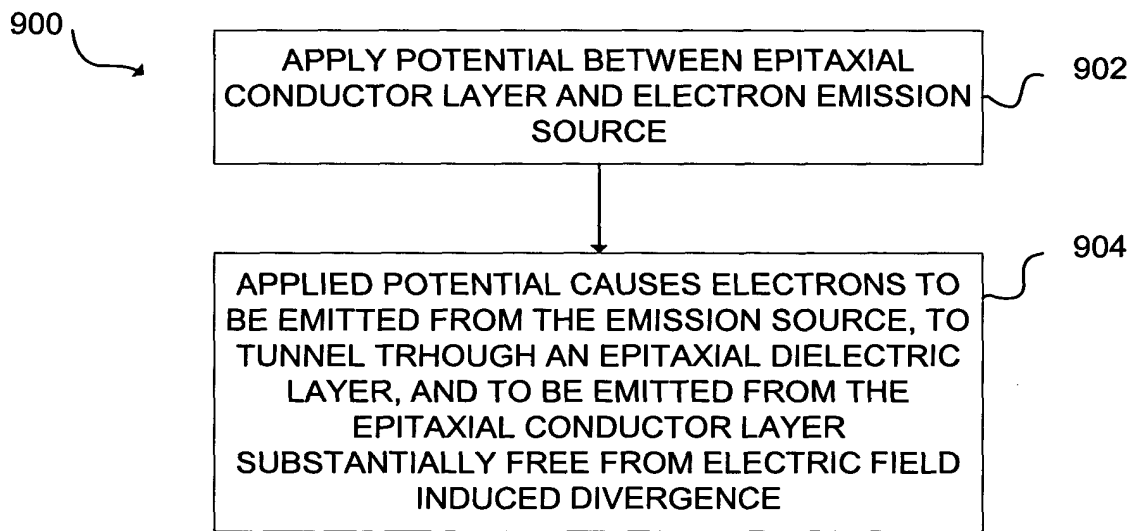 900
APPLY POTENTIAL BETWEEN EPITAXIAL
CONDUCTOR LAYER AND ELECTRON EMISSION
SOURCE
902
904
APPLIED POTENTIAL CAUSES ELECTRONS TO
BE EMITTED FROM THE EMISSION SOURCE, TO
TUNNEL TRHOUGH AN EPITAXIAL DIELECTRIC
LAYER, AND TO BE EMITTED FROM THE
EPITAXIAL CONDUCTOR LAYER
SUBSTANTIALLY FREE FROM ELECTRIC FIELD
INDUCED DIVERGENCE